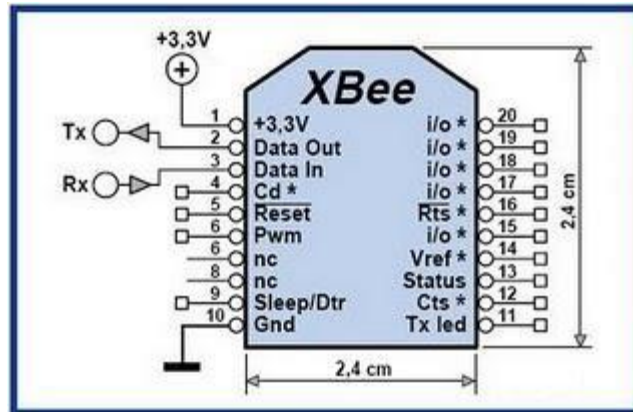 +3,3V
XBee
1 +3,3V i/o * 20
Tx 2 Data Out i/o * 19
Rx 3 Data In i/o * 18
4 Cd * i/o * 17
5 Reset Rts * 16
6 Pwm i/o * 15
6 nc Vref * 14
8 nc Status 13
9 Sleep/Dtr Cts * 12
10 Gnd Tx led 11
2,4 cm
2,4 cm